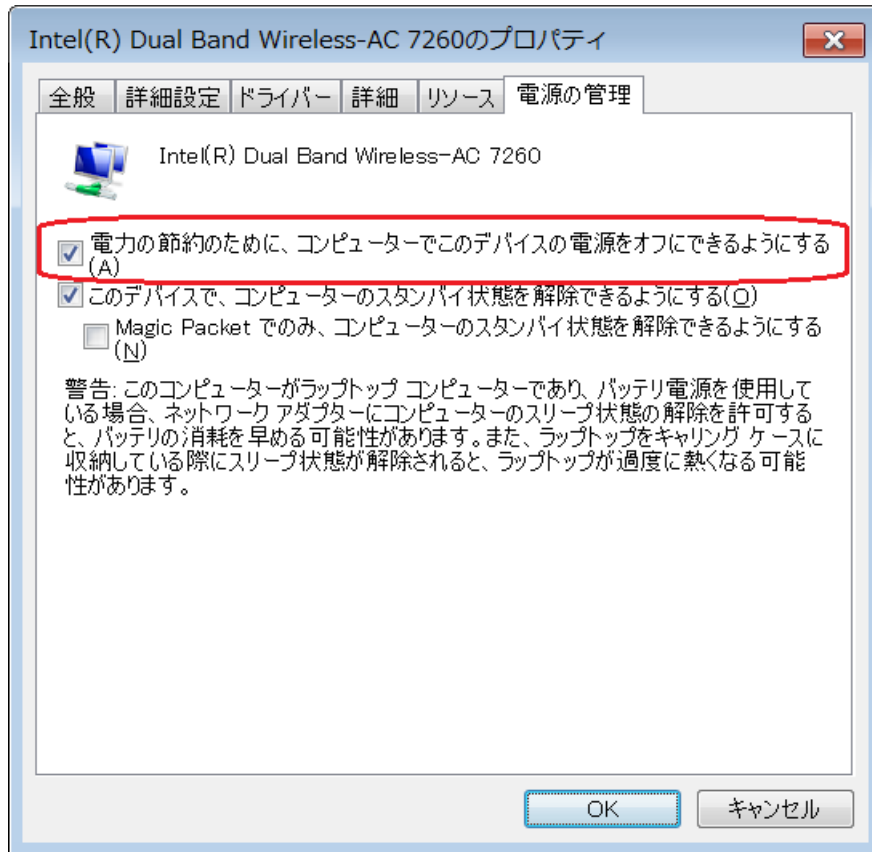 Intel(R) Dual Band Wireless-AC 7260のプロパティ
全般 詳細設定 ドライバー 詳細 リソース 電源の管理
Intel(R) Dual Band Wireless-AC 7260
電力の節約のために、コンピューターでこのデバイスの電源をオフにできるようにする
(A)
このデバイスで、コンピューターのスタンバイ状態を解除できるようにする(O)
Magic Packet でのみ、コンピューターのスタンバイ状態を解除できるようにする
(N)
警告: このコンピューターがラップトップ コンピューターであり、バッテリ電源を使用して
いる場合、ネットワーク アダプターにコンピューターのスリープ状態の解除を許可する
と、バッテリの消耗を早める可能性があります。また、ラップトップをキャリング ケースに
収納している際にスリープ状態が解除されると、ラップトップが過度に熱くなる可能
性があります。
OK キャンセル